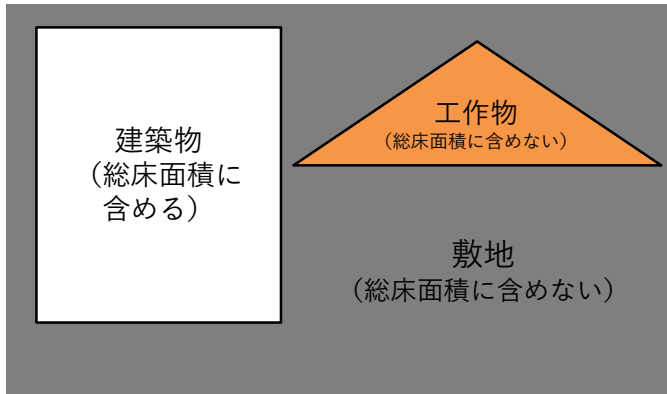 建築物
（総床面積に
含める）
工作物
（総床面積に含めない）
敷地
（総床面積に含めない）